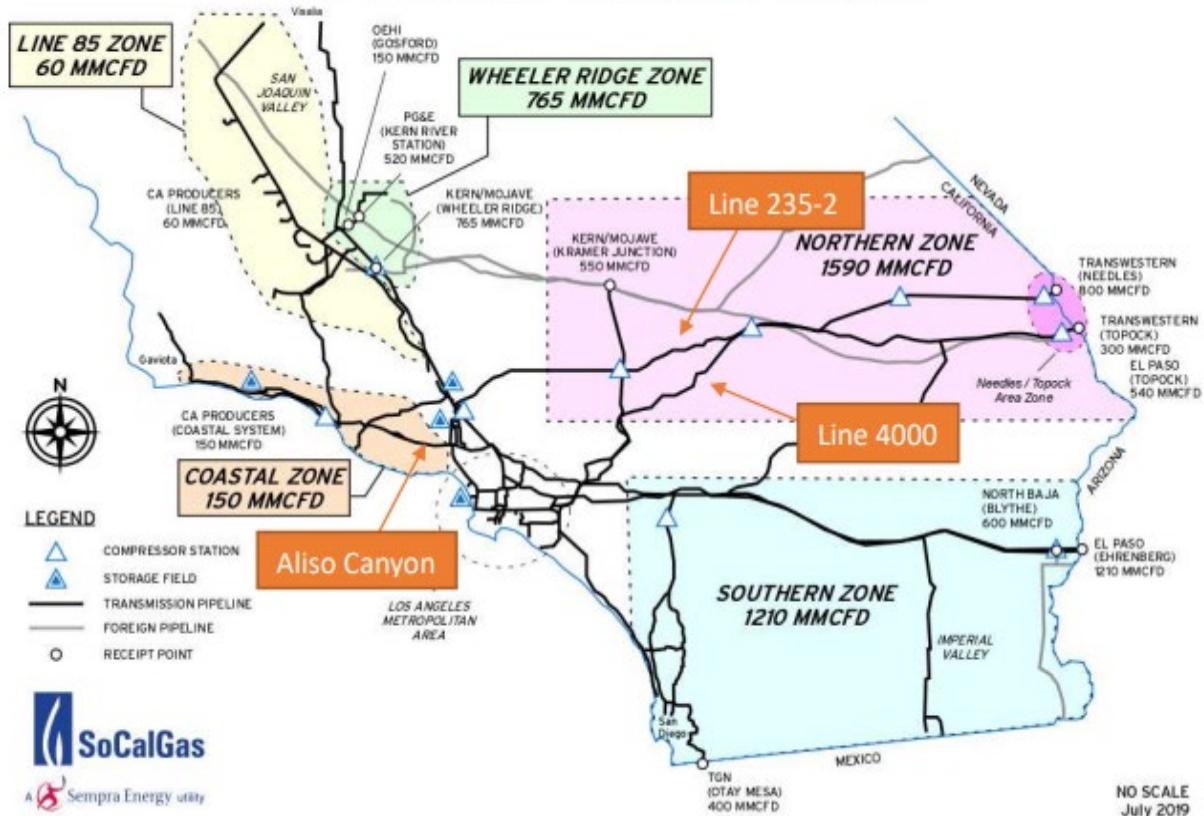 Visalia
LINE 85 ZONE
60 MMCFD
SAN
JOAQUIN
VALLEY
OEHI
(GOSFORD)
150 MMCFD
WHEELER RIDGE ZONE
765 MMCFD
PG&E
(KERN RIVER
STATION)
520 MMCFD
CA PRODUCERS
(LINE 85)
60 MMCFD
KERN/MOJAVE
(WHEELER RIDGE)
765 MMCFD
Line 235-2
NEVADA
CALIFORNIA
KERN/MOJAVE
(KRAMER JUNCTION)
550 MMCFD
NORTHERN ZONE
1590 MMCFD
TRANSWESTERN
(NEEDLES)
800 MMCFD
TRANSWESTERN
(TOPOCK)
300 MMCFD
EL PASO
(TOPOCK)
540 MMCFD
Needles / Topock
Area Zone
Gaviota
N
CA PRODUCERS
(COASTAL SYSTEM)
150 MMCFD
Line 4000
COASTAL ZONE
150 MMCFD
ARIZONA
LEGEND
COMPRESSOR STATION
STORAGE FIELD
TRANSMISSION PIPELINE
FOREIGN PIPELINE
RECEIPT POINT
Aliso Canyon
LOS ANGELES
METROPOLITAN
AREA
NORTH BAJA
(BLYTHE)
600 MMCFD
EL PASO
(EHRENBERG)
1210 MMCFD
SOUTHERN ZONE
1210 MMCFD
IMPERIAL
VALLEY
San
Diego
MEXICO
TGN
(OTAY MESA)
400 MMCFD
SoCalGas
A Sempra Energy utility
NO SCALE
July 2019